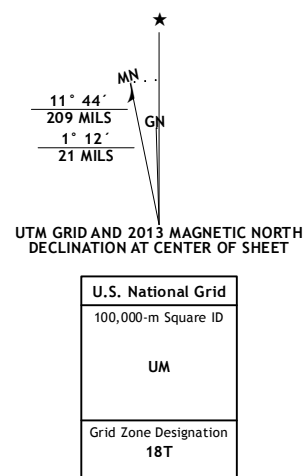 ★
MN
GN
11° 44´
209 MILS
1° 12´
21 MILS
UTM GRID AND 2013 MAGNETIC NORTH
DECLINATION AT CENTER OF SHEET
U.S. National Grid
100,000-m Square ID
UM
Grid Zone Designation
18T